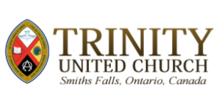 TRINITY
UNITED CHURCH
Smiths Falls, Ontario, Canada